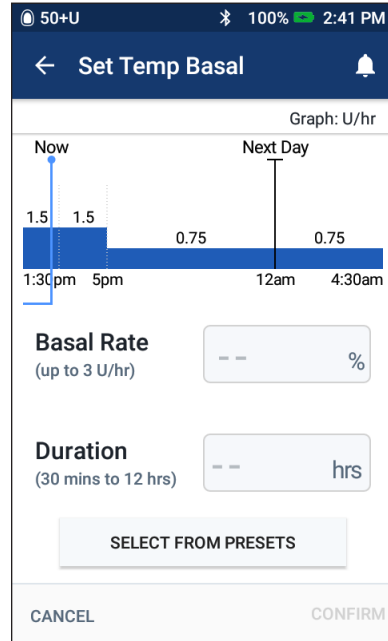 50+U 100% 2:41 PM
Set Temp Basal
Graph: U/hr
Now Next Day
1.5 1.5 0.75 0.75
1:30pm 5pm 12am 4:30am
Basal Rate -- %
(up to 3 U/hr)
Duration -- hrs
(30 mins to 12 hrs)
SELECT FROM PRESETS
CANCEL CONFIRM